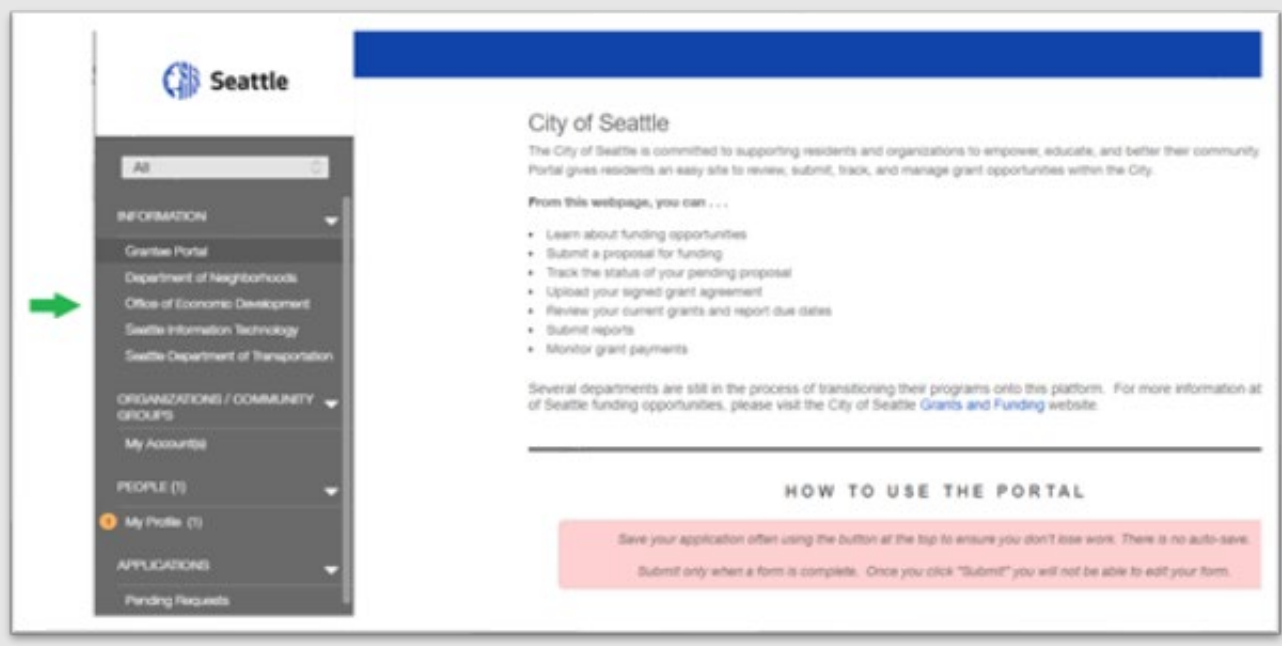 Seattle
All
INFORMATION
Grantee Portal
Department of Neighborhoods
Office of Economic Development
Seattle Information Technology
Seattle Department of Transportation
ORGANIZATIONS / COMMUNITY
GROUPS
My Account(s)
PEOPLE (1)
My Profile (1)
APPLICATIONS
Pending Requests
City of Seattle
The City of Seattle is committed to supporting residents and organizations to empower, educate, and better their community
Portal gives residents an easy site to review, submit, track, and manage grant opportunities within the City.
From this webpage, you can . . .
• Learn about funding opportunities
• Submit a proposal for funding
• Track the status of your pending proposal
• Upload your signed grant agreement
• Review your current grants and report due dates
• Submit reports
• Monitor grant payments
Several departments are still in the process of transitioning their programs onto this platform. For more information at
of Seattle funding opportunities, please visit the City of Seattle Grants and Funding website.
HOW TO USE THE PORTAL
Save your application often using the button at the top to ensure you don't lose work. There is no auto-save.
Submit only when a form is complete. Once you click "Submit" you will not be able to edit your form.